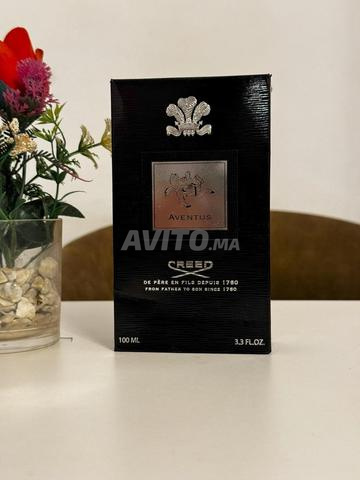 AVENTUS
AVITO.MA
CREED
DE PÈRE EN FILS DEPUIS 1760
FROM FATHER TO SON SINCE 1760
100 ML 3.3 FL.OZ.